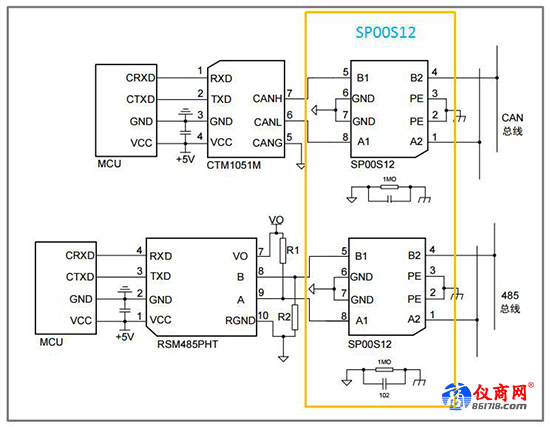 SP00S12
CRXD 1 RXD
CTXD 2 TXD
GND 3 GND
VCC 4 VCC
+5V
MCU
CANH 7
CANL 6
CANG 5
CTM1051M
5 B1 B2 4
6 GND PE 3
7 GND PE 2
8 A1 A2 1
SP00S12
CAN
总线
1MΩ
VO
CRXD 4 RXD
CTXD 3 TXD
GND 2 GND
VCC 1 VCC
+5V
MCU
VO 7
B 8
A 9
RGND 10
RSM485PHT
R1
R2
5 B1 B2 4
6 GND PE 3
7 GND PE 2
8 A1 A2 1
SP00S12
485
总线
1MΩ
102
仪商网®
861718.com